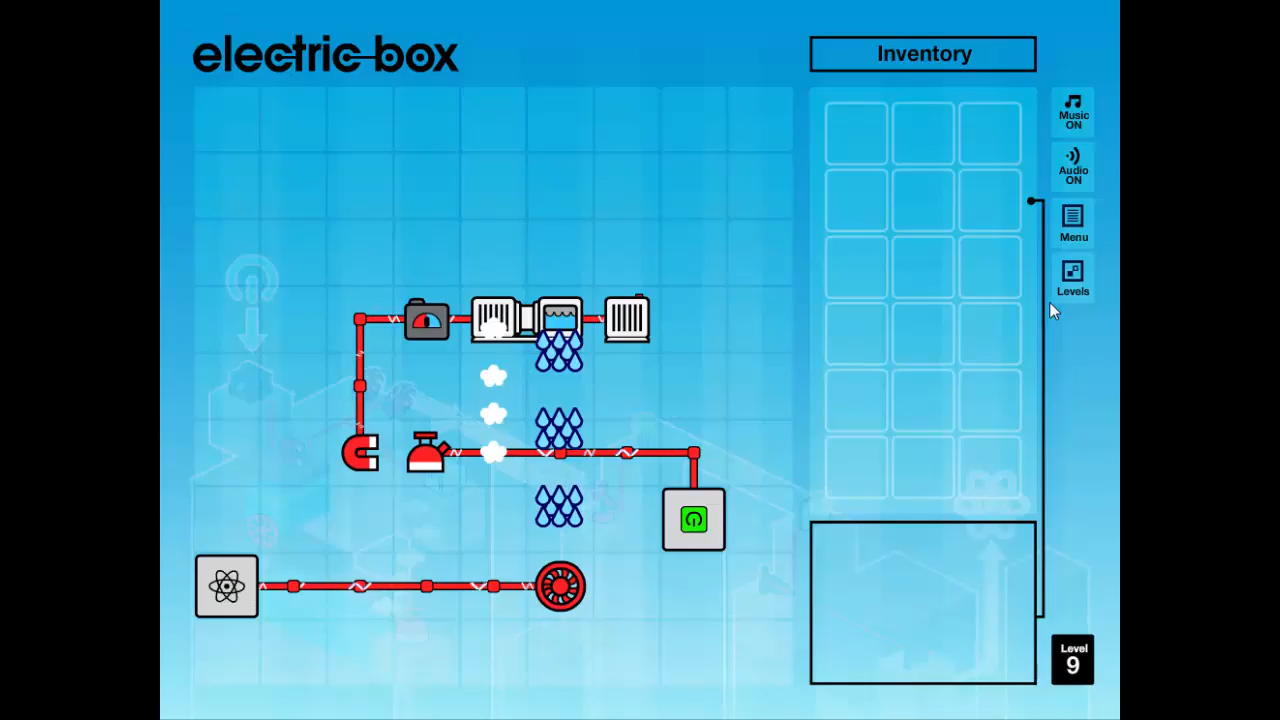 electric box
Inventory
Music
ON
Audio
ON
Menu
Levels
Level
9